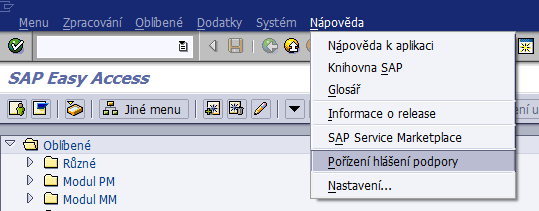 Menu Zpracování Oblíbené Dodatky Systém Nápověda
SAP Easy Access
Jiné menu
Nápověda k aplikaci
Knihovna SAP
Glosář
Informace o release
SAP Service Marketplace
Pořízení hlášení podpory
Nastavení...
Oblíbené
Různé
Modul PM
Modul MM